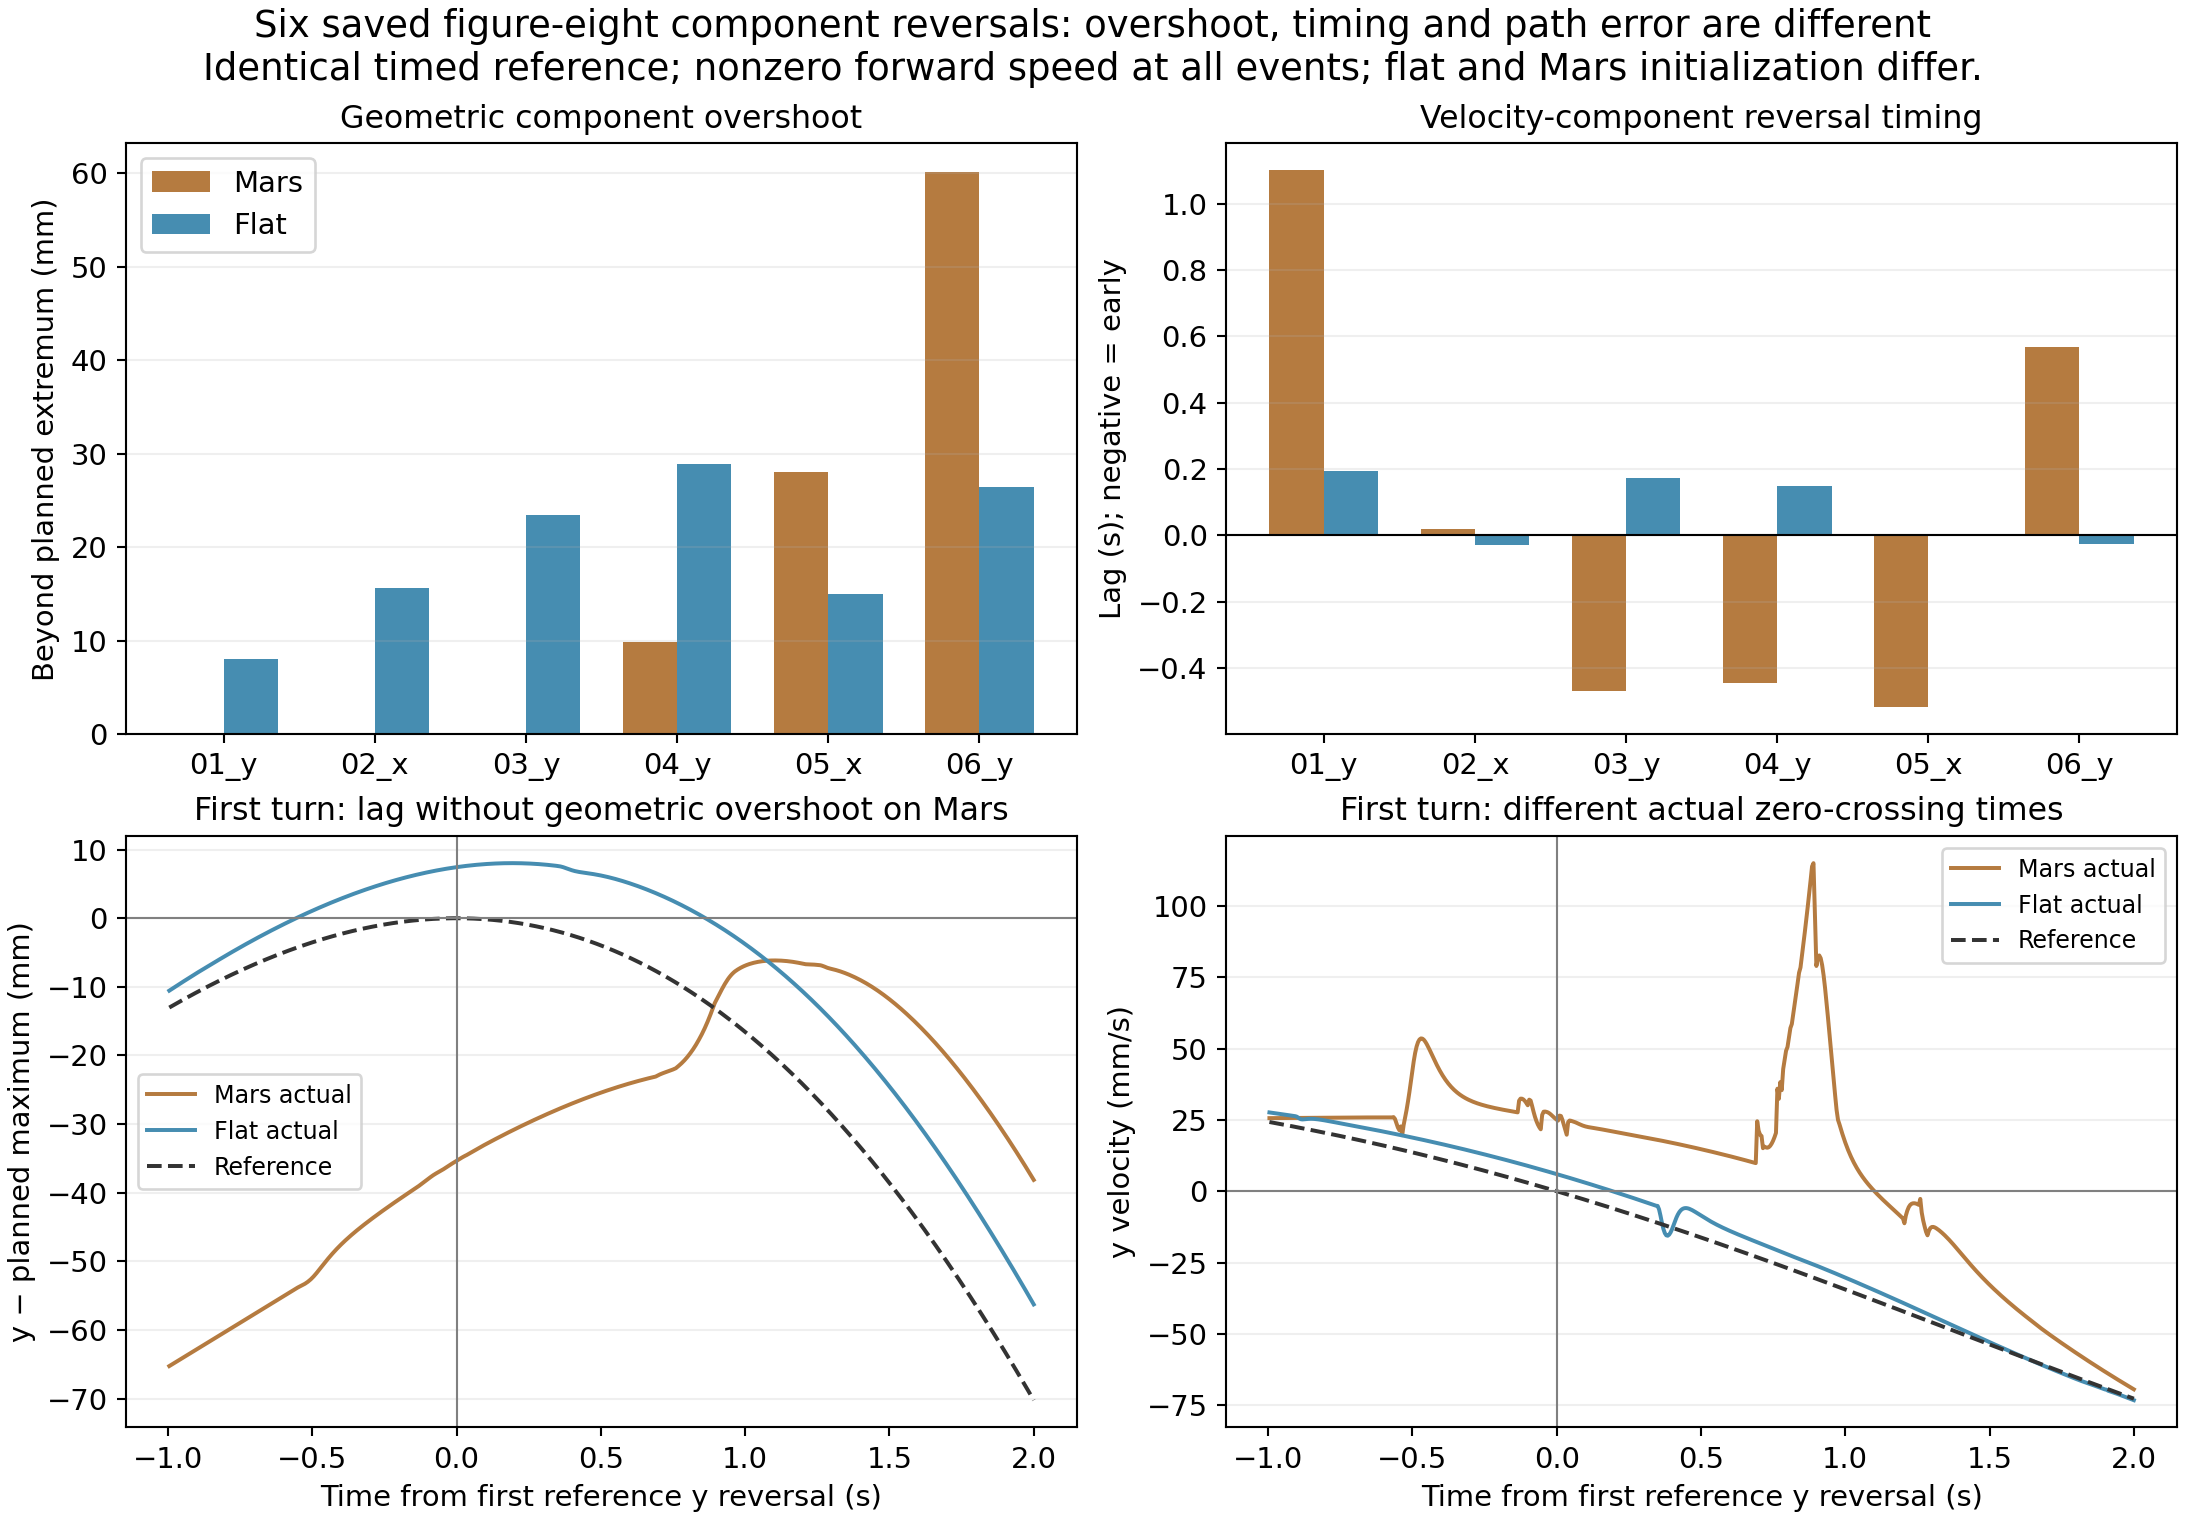 Six saved figure-eight component reversals: overshoot, timing and path error are different
Identical timed reference; nonzero forward speed at all events; flat and Mars initialization differ.
Geometric component overshoot
Beyond planned extremum (mm)
60
50
40
30
20
10
0
Mars
Flat
01_y
02_x
03_y
04_y
05_x
06_y
Velocity-component reversal timing
Lag (s); negative = early
1.0
0.8
0.6
0.4
0.2
0.0
−0.2
−0.4
01_y
02_x
03_y
04_y
05_x
06_y
First turn: lag without geometric overshoot on Mars
y − planned maximum (mm)
10
0
−10
−20
−30
−40
−50
−60
−70
Mars actual
Flat actual
Reference
−1.0
−0.5
0.0
0.5
1.0
1.5
2.0
Time from first reference y reversal (s)
First turn: different actual zero-crossing times
y velocity (mm/s)
100
75
50
25
0
−25
−50
−75
Mars actual
Flat actual
Reference
−1.0
−0.5
0.0
0.5
1.0
1.5
2.0
Time from first reference y reversal (s)